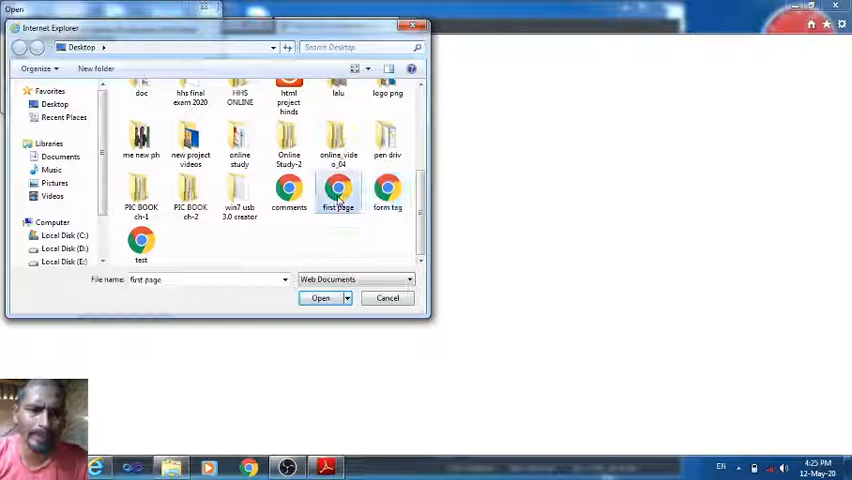 Open
Internet Explorer
Desktop
Search Desktop
Organize
New folder
Favorites
Desktop
Recent Places
Libraries
Documents
Music
Pictures
Videos
Computer
Local Disk (C:)
Local Disk (D:)
Local Disk (E:)
doc
hhs final
exam 2020
HHS
ONLINE
html
project
hinds
lalu
logo png
me new ph
new project
videos
online
study
Online
Study-2
online_vide
o_04
pen driv
PIC BOOK
ch-1
PIC BOOK
ch-2
win7 usb
3.0 creator
comments
first page
form tag
test
File name:
first page
Web Documents
Open
Cancel
EN
4:25 PM
12-May-20